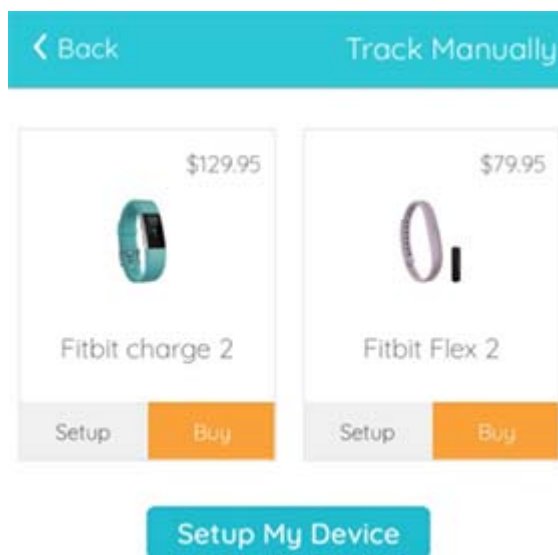 Back Track Manually
$129.95 $79.95
Fitbit charge 2 Fitbit Flex 2
Setup Buy Setup Buy
Setup My Device